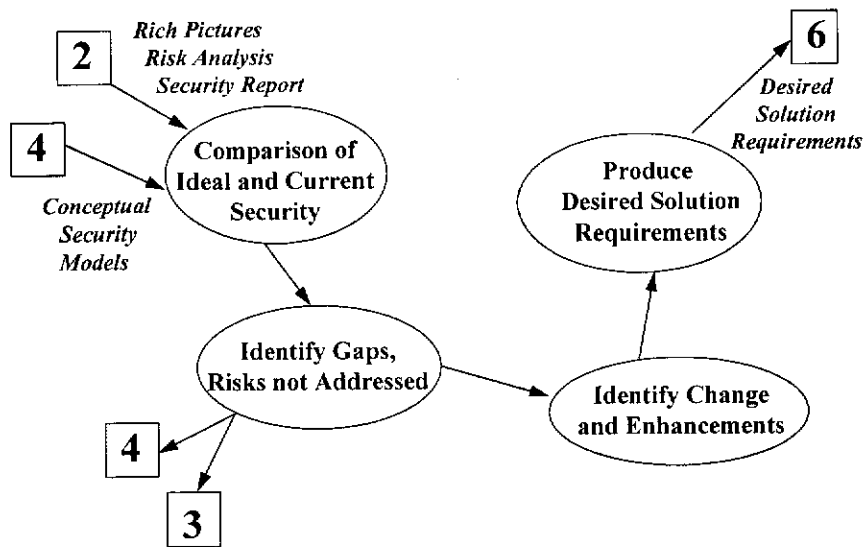 2
Rich Pictures
Risk Analysis
Security Report
4
Conceptual
Security
Models
Comparison of
Ideal and Current
Security
Identify Gaps,
Risks not Addressed
4
3
Identify Change
and Enhancements
Produce
Desired Solution
Requirements
6
Desired
Solution
Requirements